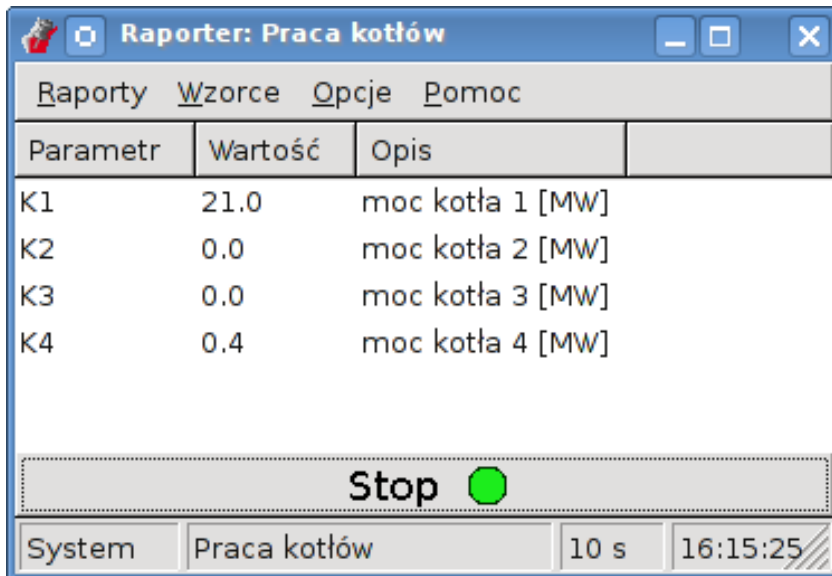 Raporter: Praca kotłów
Raporty Wzorce Opcje Pomoc
Parametr Wartość Opis
K1 21.0 moc kotła 1 [MW]
K2 0.0 moc kotła 2 [MW]
K3 0.0 moc kotła 3 [MW]
K4 0.4 moc kotła 4 [MW]
Stop
System Praca kotłów 10 s 16:15:25